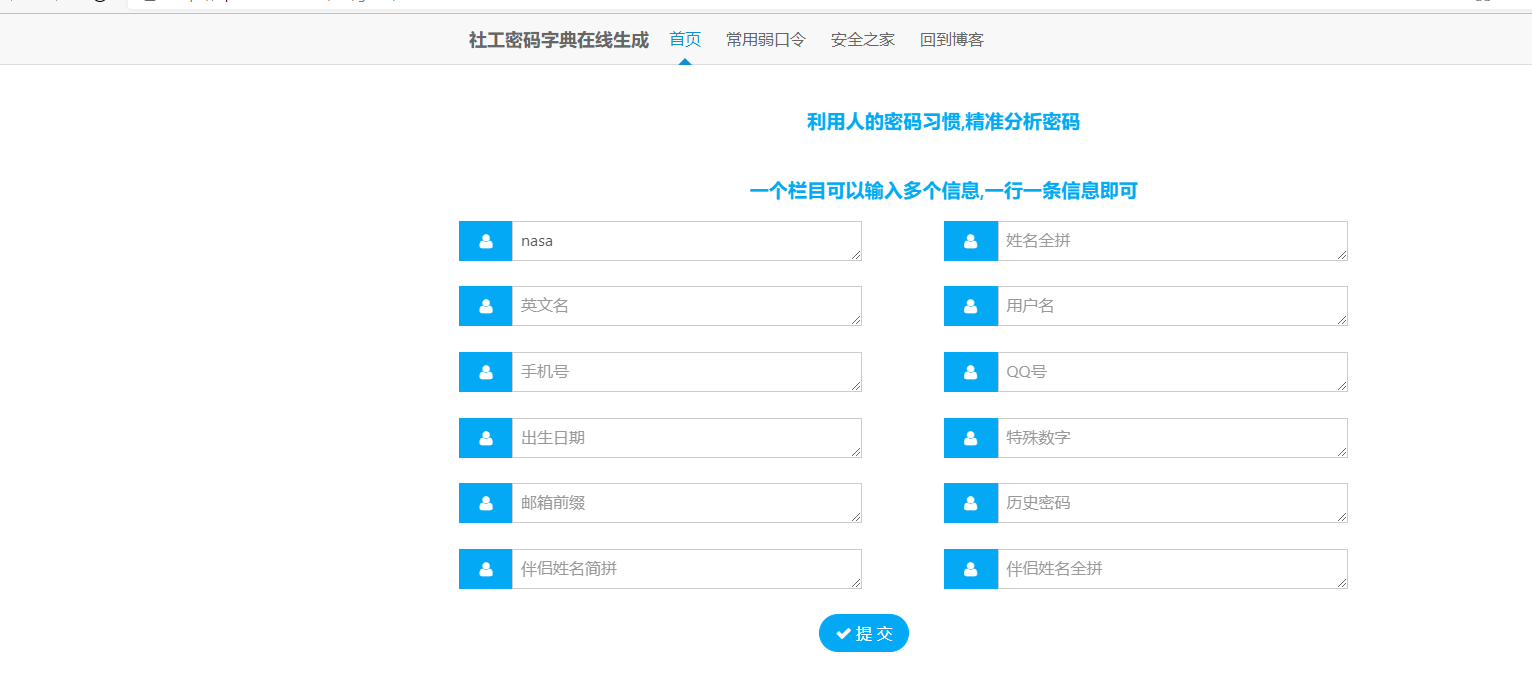 社工密码字典在线生成 首页 常用弱口令 安全之家 回到博客
利用人的密码习惯,精准分析密码
一个栏目可以输入多个信息,一行一条信息即可
nasa 姓名全拼
英文名 用户名
手机号 QQ号
出生日期 特殊数字
邮箱前缀 历史密码
伴侣姓名简拼 伴侣姓名全拼
提 交